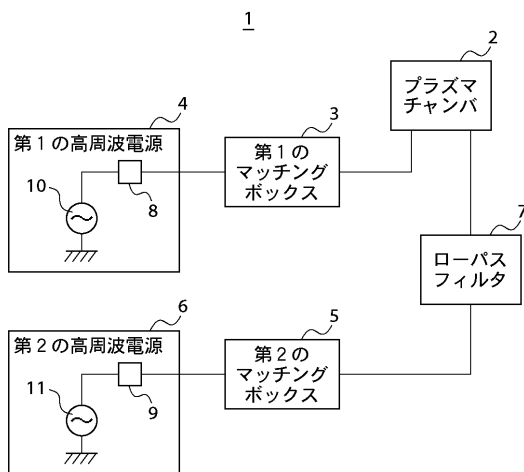 1
2
プラズマ
チャンバ
4
第1の高周波電源
10
8
3
第1の
マッチング
ボックス
7
ローパス
フィルタ
6
第2の高周波電源
11
9
5
第2の
マッチング
ボックス